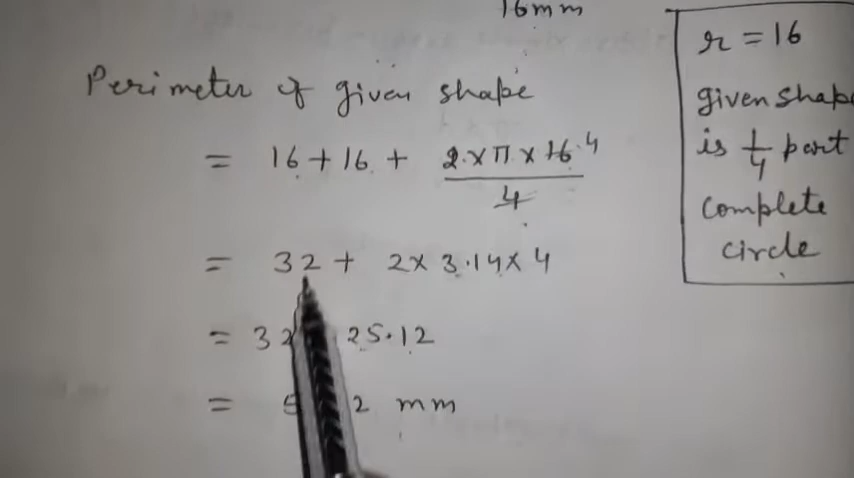 16mm
Perimeter of given shape
= 16 + 16 + 2 × π × 16 4
4
= 32 + 2 × 3.14 × 4
= 32 25.12
= 2 mm
r = 16
given shape
is 1/4 part
complete
circle